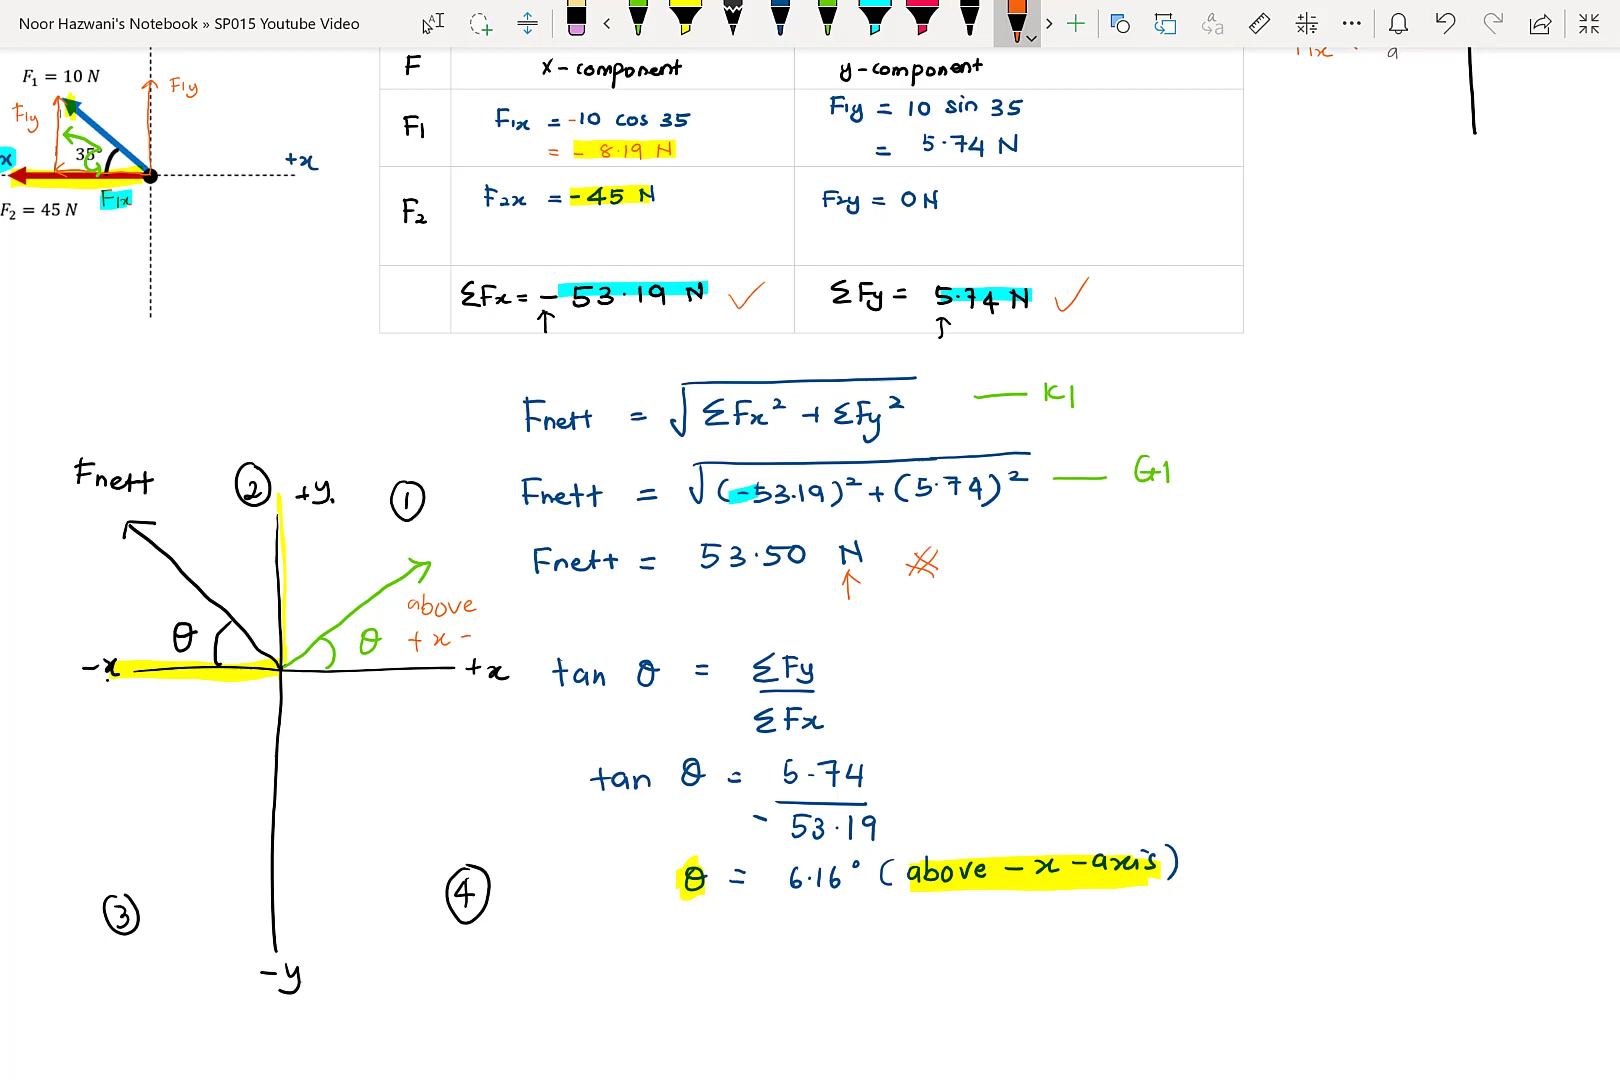 Noor Hazwani's Notebook » SP015 Youtube Video
F₁ = 10 N
F1y
F1y
35°
x
+x
F1x
F₂ = 45 N
F x-component y-component
F1 F1x = -10 cos 35 F1y = 10 sin 35
= - 8.19 N = 5.74 N
F2 F2x = -45 N F2y = 0 N
ΣFx = - 53.19 N ✓ ΣFy = 5.74 N ✓
Fnett = √ΣFx² + ΣFy² — K1
Fnett = √(-53.19)² + (5.74)² — G1
Fnett = 53.50 N
Fnett
② +y
①
above
+ x -
θ
θ
-x
+x
③
④
-y
tan θ = ΣFy
ΣFx
tan θ = 5.74
- 53.19
θ = 6.16° (above -x-axis)